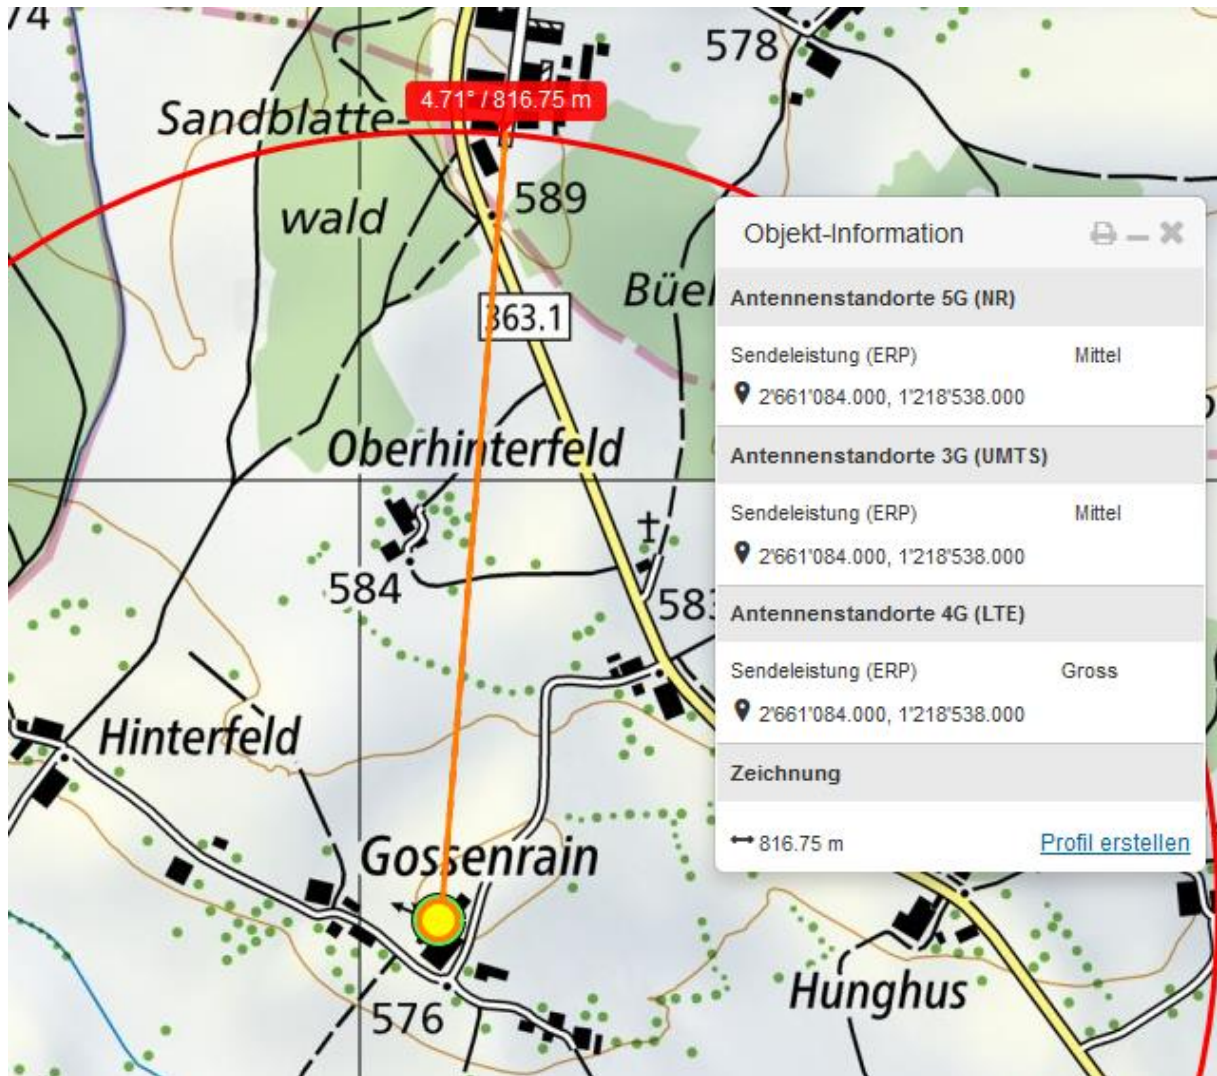 74
578
4.71° / 816.75 m
Sandblatte-
wald
589
Büel
363.1
Oberhinterfeld
584
583
Hinterfeld
Gossenrain
576
Hunghus
Objekt-Information
Antennenstandorte 5G (NR)
Sendeleistung (ERP) Mittel
2'661'084.000, 1'218'538.000
Antennenstandorte 3G (UMTS)
Sendeleistung (ERP) Mittel
2'661'084.000, 1'218'538.000
Antennenstandorte 4G (LTE)
Sendeleistung (ERP) Gross
2'661'084.000, 1'218'538.000
Zeichnung
816.75 m Profil erstellen